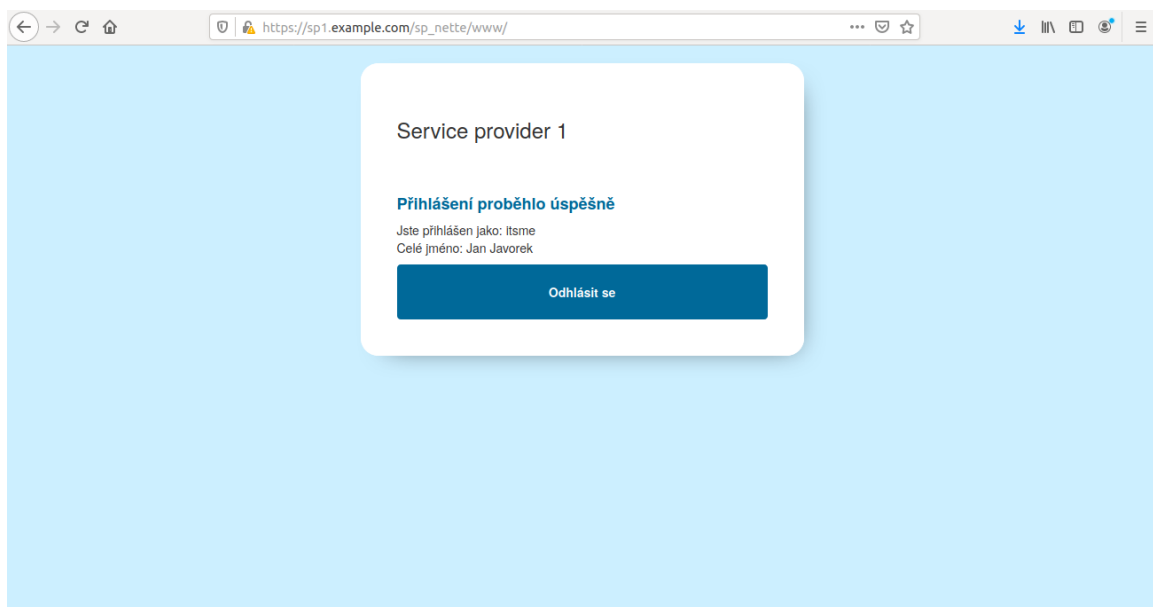 https://sp1.example.com/sp_nette/www/
Service provider 1
Přihlášení proběhlo úspěšně
Jste přihlášen jako: itsme
Celé jméno: Jan Javorek
Odhlásit se